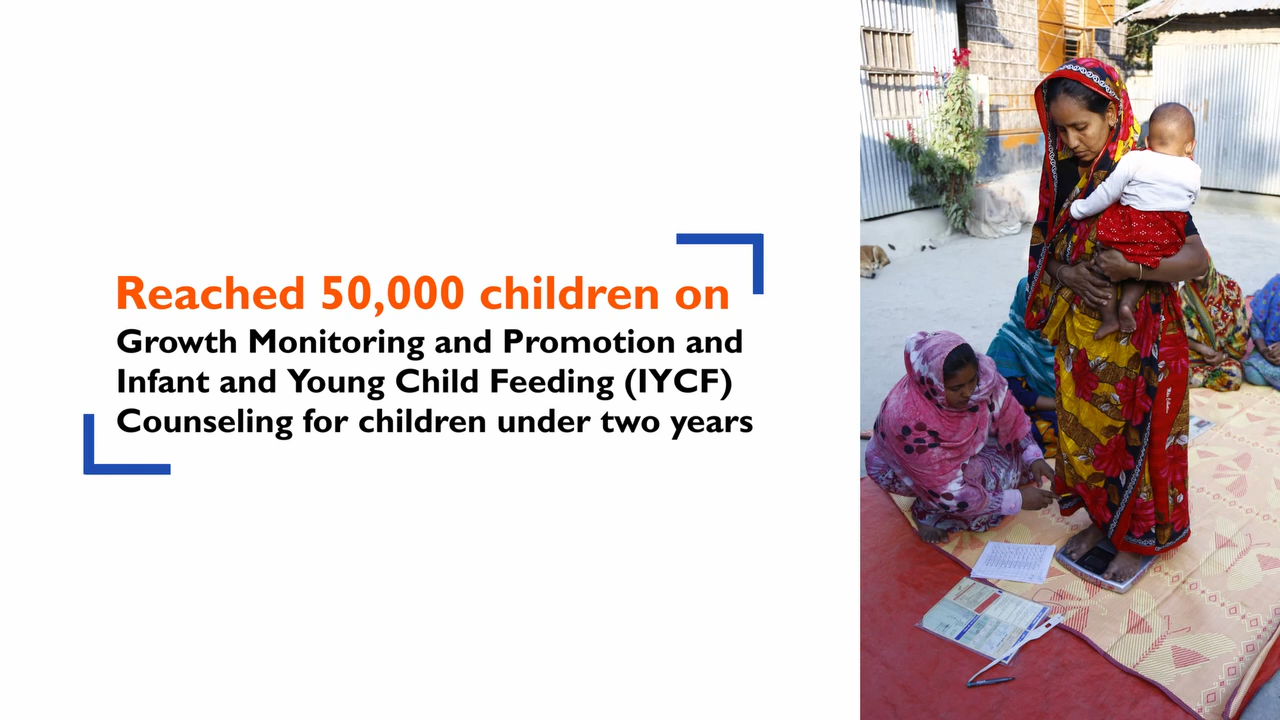 Reached 50,000 children on
Growth Monitoring and Promotion and
Infant and Young Child Feeding (IYCF)
Counseling for children under two years